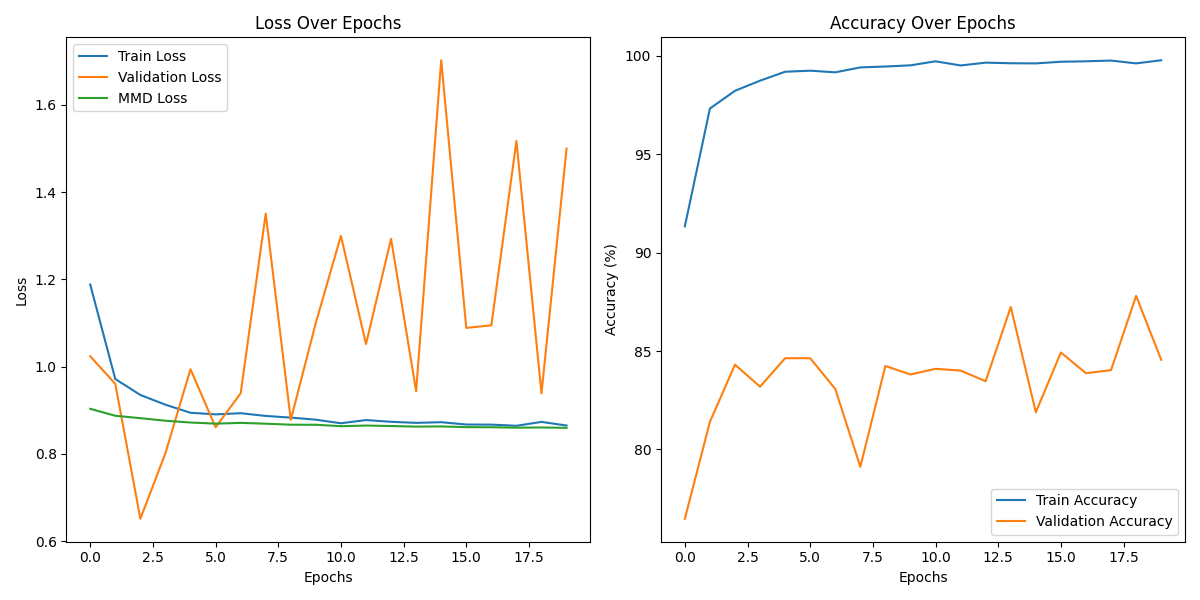 Loss Over Epochs
Train Loss
Validation Loss
MMD Loss
1.6
1.4
1.2
1.0
0.8
0.6
Loss
0.0 2.5 5.0 7.5 10.0 12.5 15.0 17.5
Epochs
Accuracy Over Epochs
100
95
90
85
80
Accuracy (%)
Train Accuracy
Validation Accuracy
0.0 2.5 5.0 7.5 10.0 12.5 15.0 17.5
Epochs